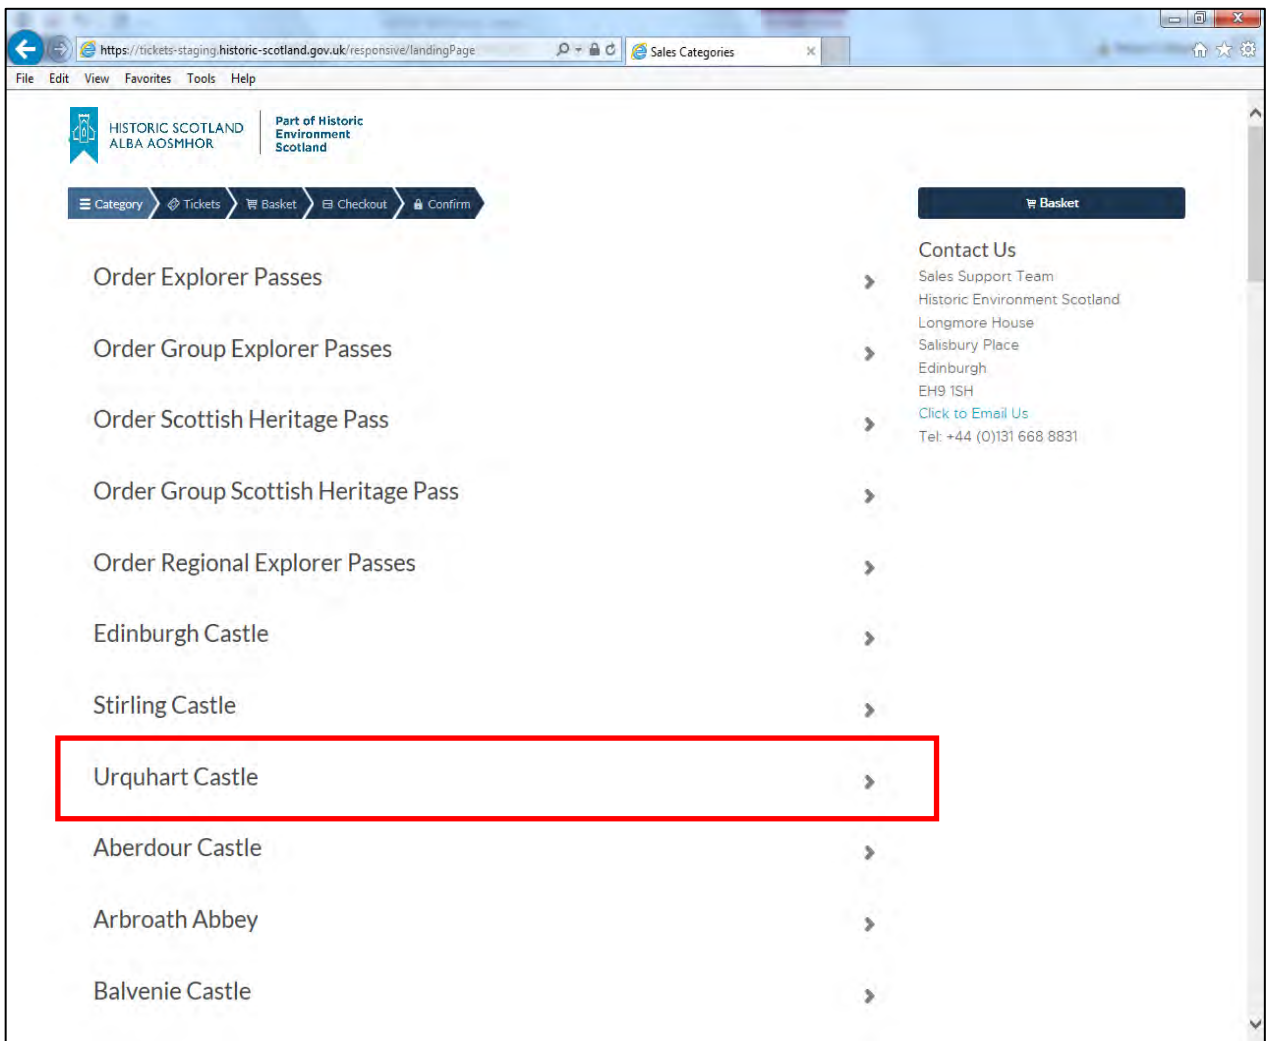 https://tickets-staging.historic-scotland.gov.uk/responsive/landingPage
Sales Categories
File Edit View Favorites Tools Help
HISTORIC SCOTLAND
ALBA AOSMHOR
Part of Historic
Environment
Scotland
Category Tickets Basket Checkout Confirm
Basket
Order Explorer Passes
Order Group Explorer Passes
Order Scottish Heritage Pass
Order Group Scottish Heritage Pass
Order Regional Explorer Passes
Edinburgh Castle
Stirling Castle
Urquhart Castle
Aberdour Castle
Arbroath Abbey
Balvenie Castle
Contact Us
Sales Support Team
Historic Environment Scotland
Longmore House
Salisbury Place
Edinburgh
EH9 1SH
Click to Email Us
Tel: +44 (0)131 668 8831